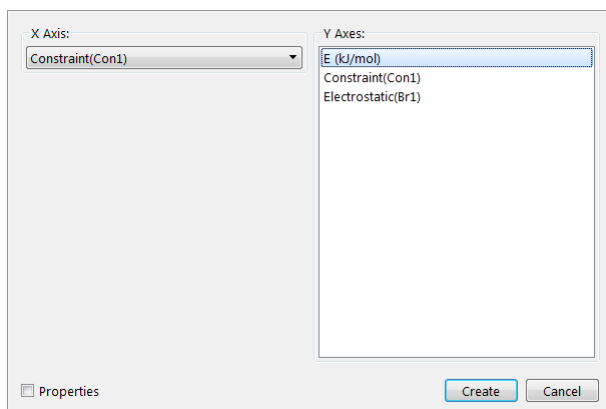 X Axis:
Constraint(Con1)
Y Axes:
E (kJ/mol)
Constraint(Con1)
Electrostatic(Br1)
Properties
Create
Cancel